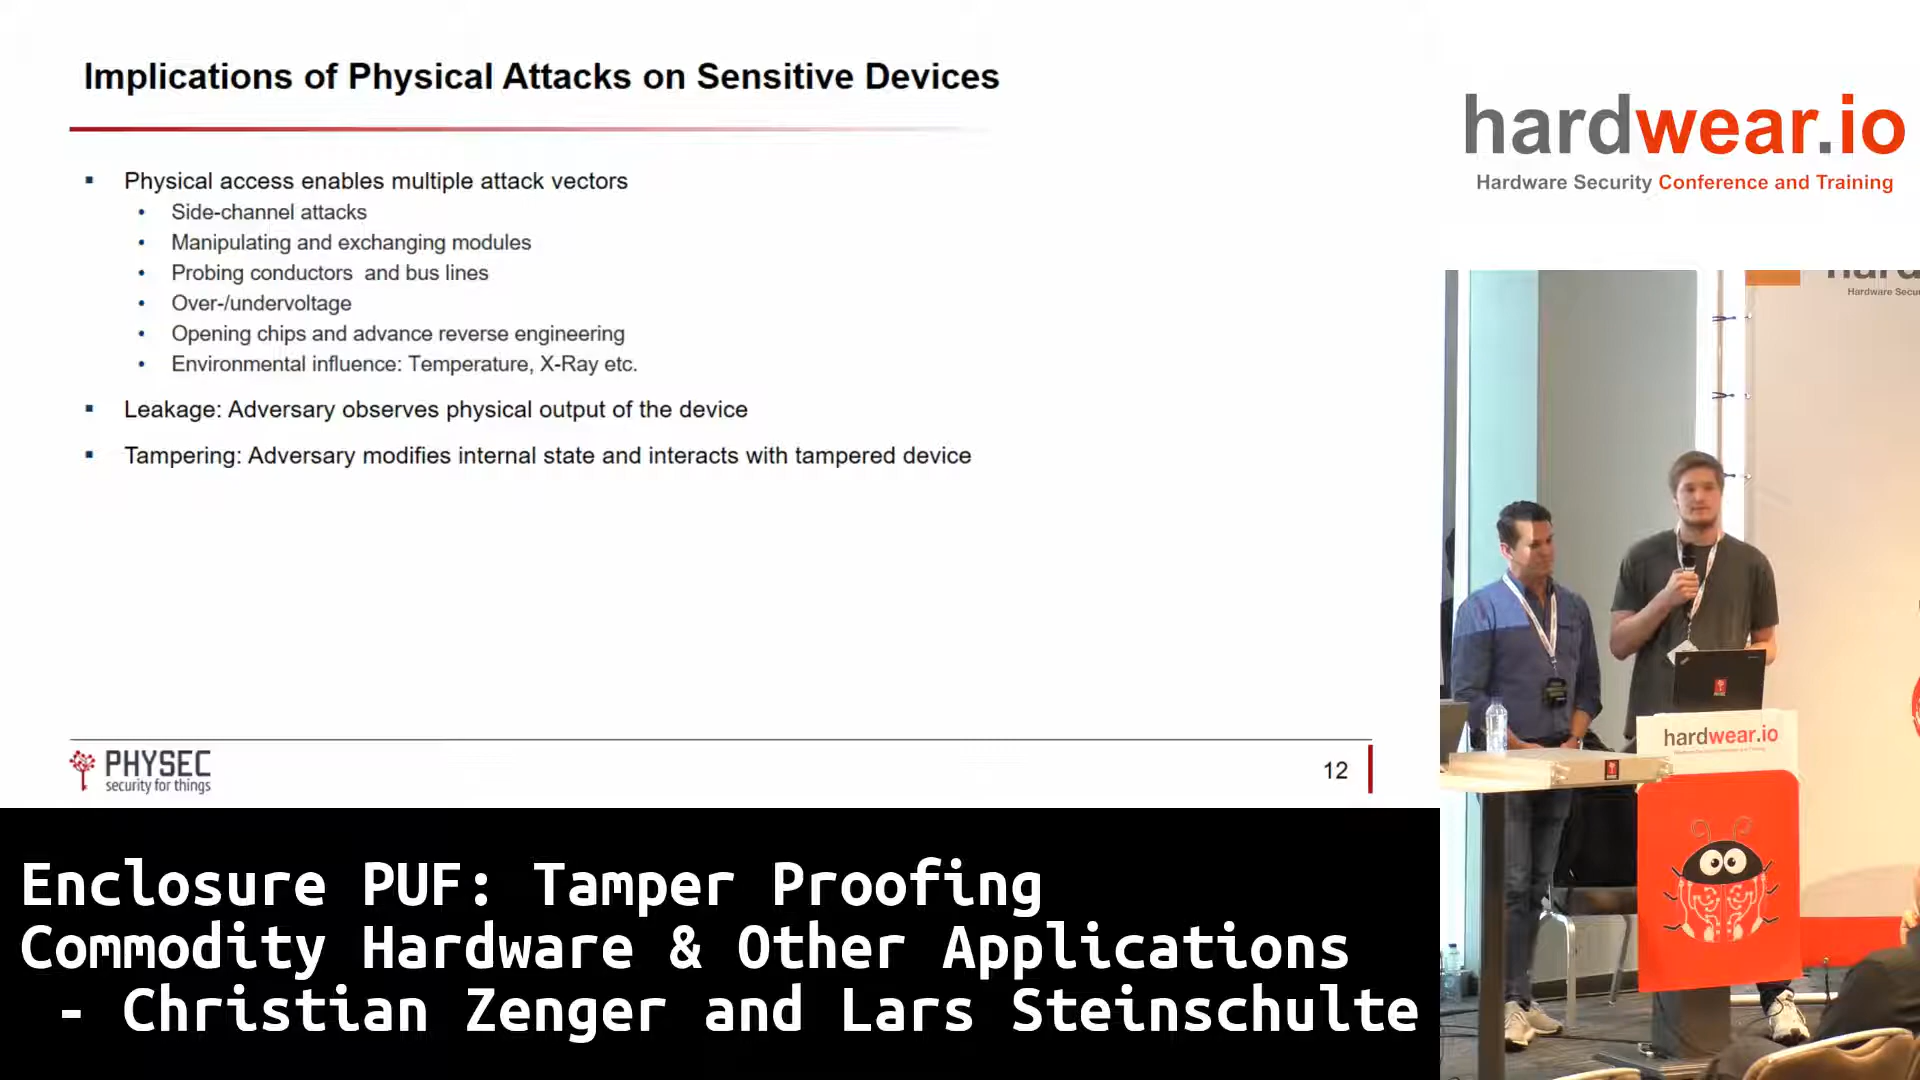 Implications of Physical Attacks on Sensitive Devices
▪ Physical access enables multiple attack vectors
• Side-channel attacks
• Manipulating and exchanging modules
• Probing conductors and bus lines
• Over-/undervoltage
• Opening chips and advance reverse engineering
• Environmental influence: Temperature, X-Ray etc.
▪ Leakage: Adversary observes physical output of the device
▪ Tampering: Adversary modifies internal state and interacts with tampered device
PHYSEC
security for things
12
hardwear.io
Hardware Security Conference and Training
Hardware Secu
hardwear.io
Enclosure PUF: Tamper Proofing
Commodity Hardware & Other Applications
- Christian Zenger and Lars Steinschulte